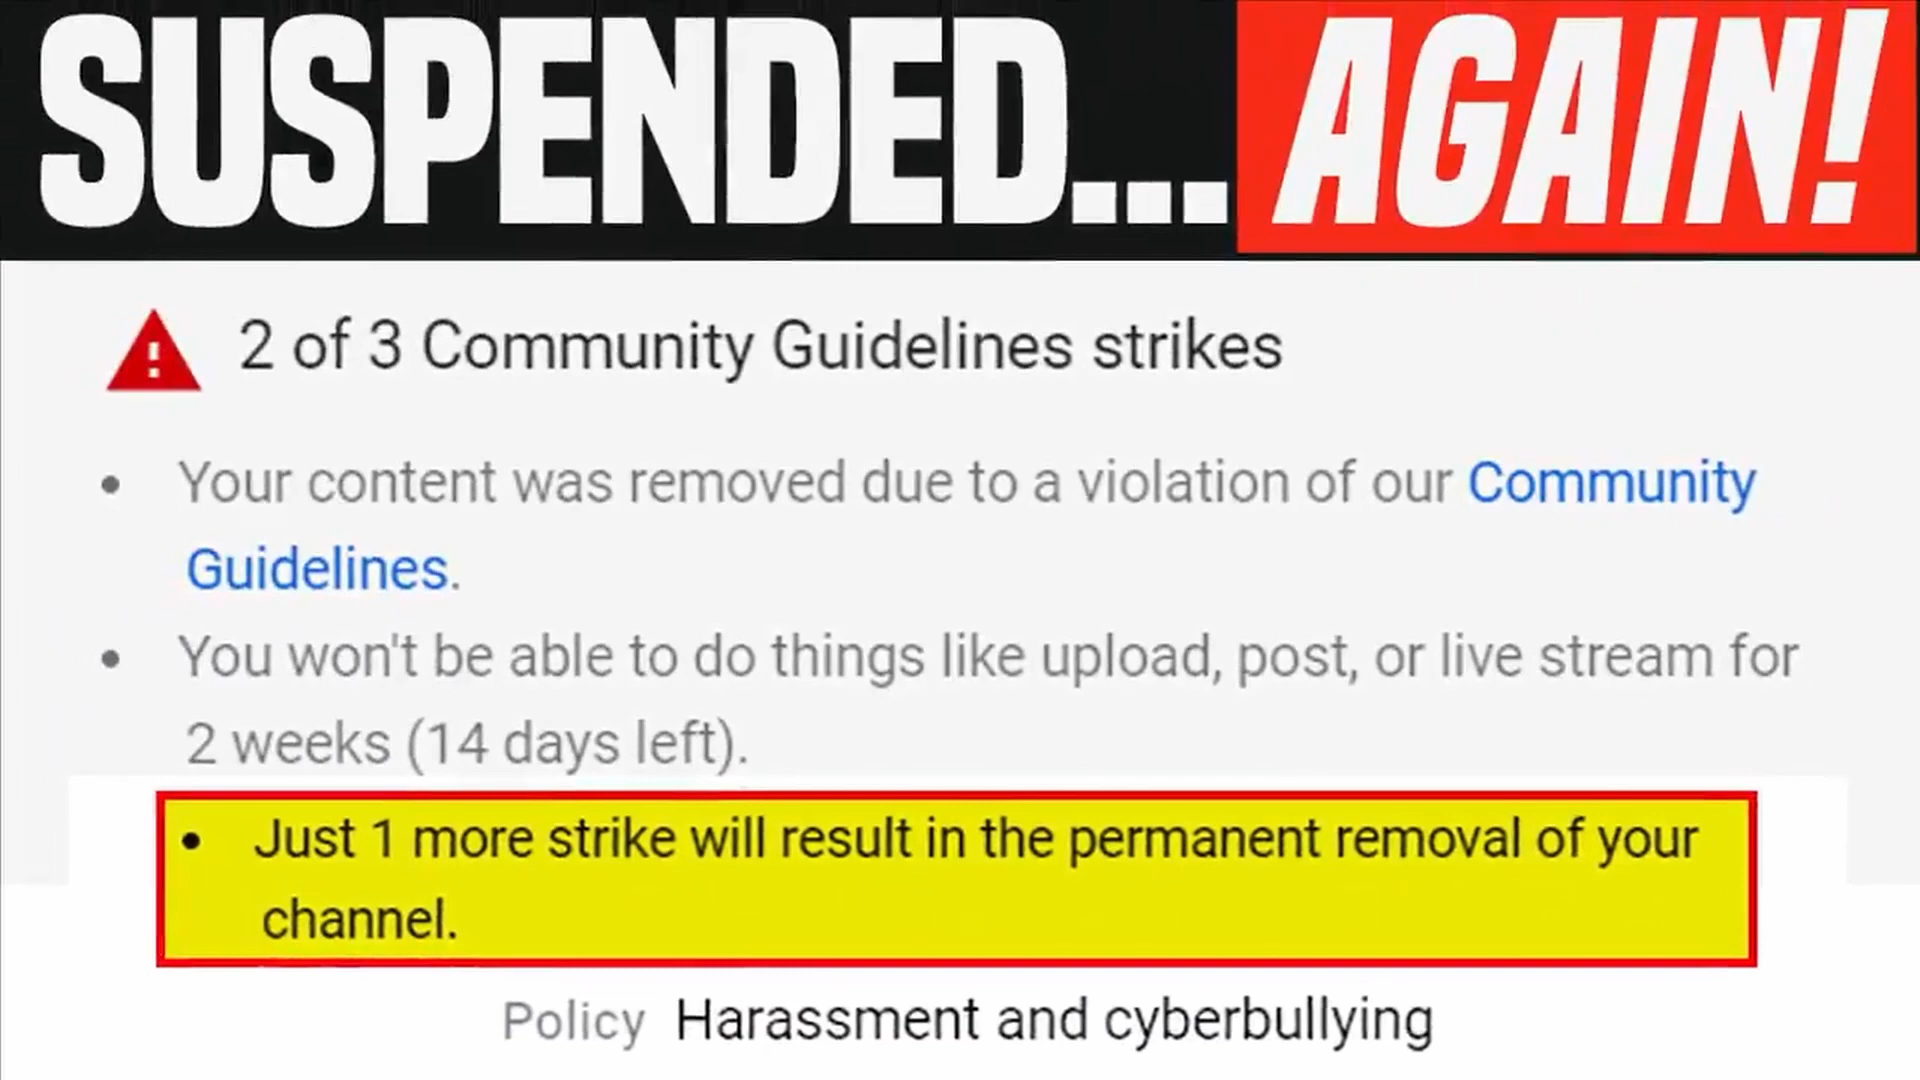 SUSPENDED... AGAIN!
2 of 3 Community Guidelines strikes
• Your content was removed due to a violation of our Community
Guidelines.
• You won't be able to do things like upload, post, or live stream for
2 weeks (14 days left).
• Just 1 more strike will result in the permanent removal of your
channel.
Policy Harassment and cyberbullying